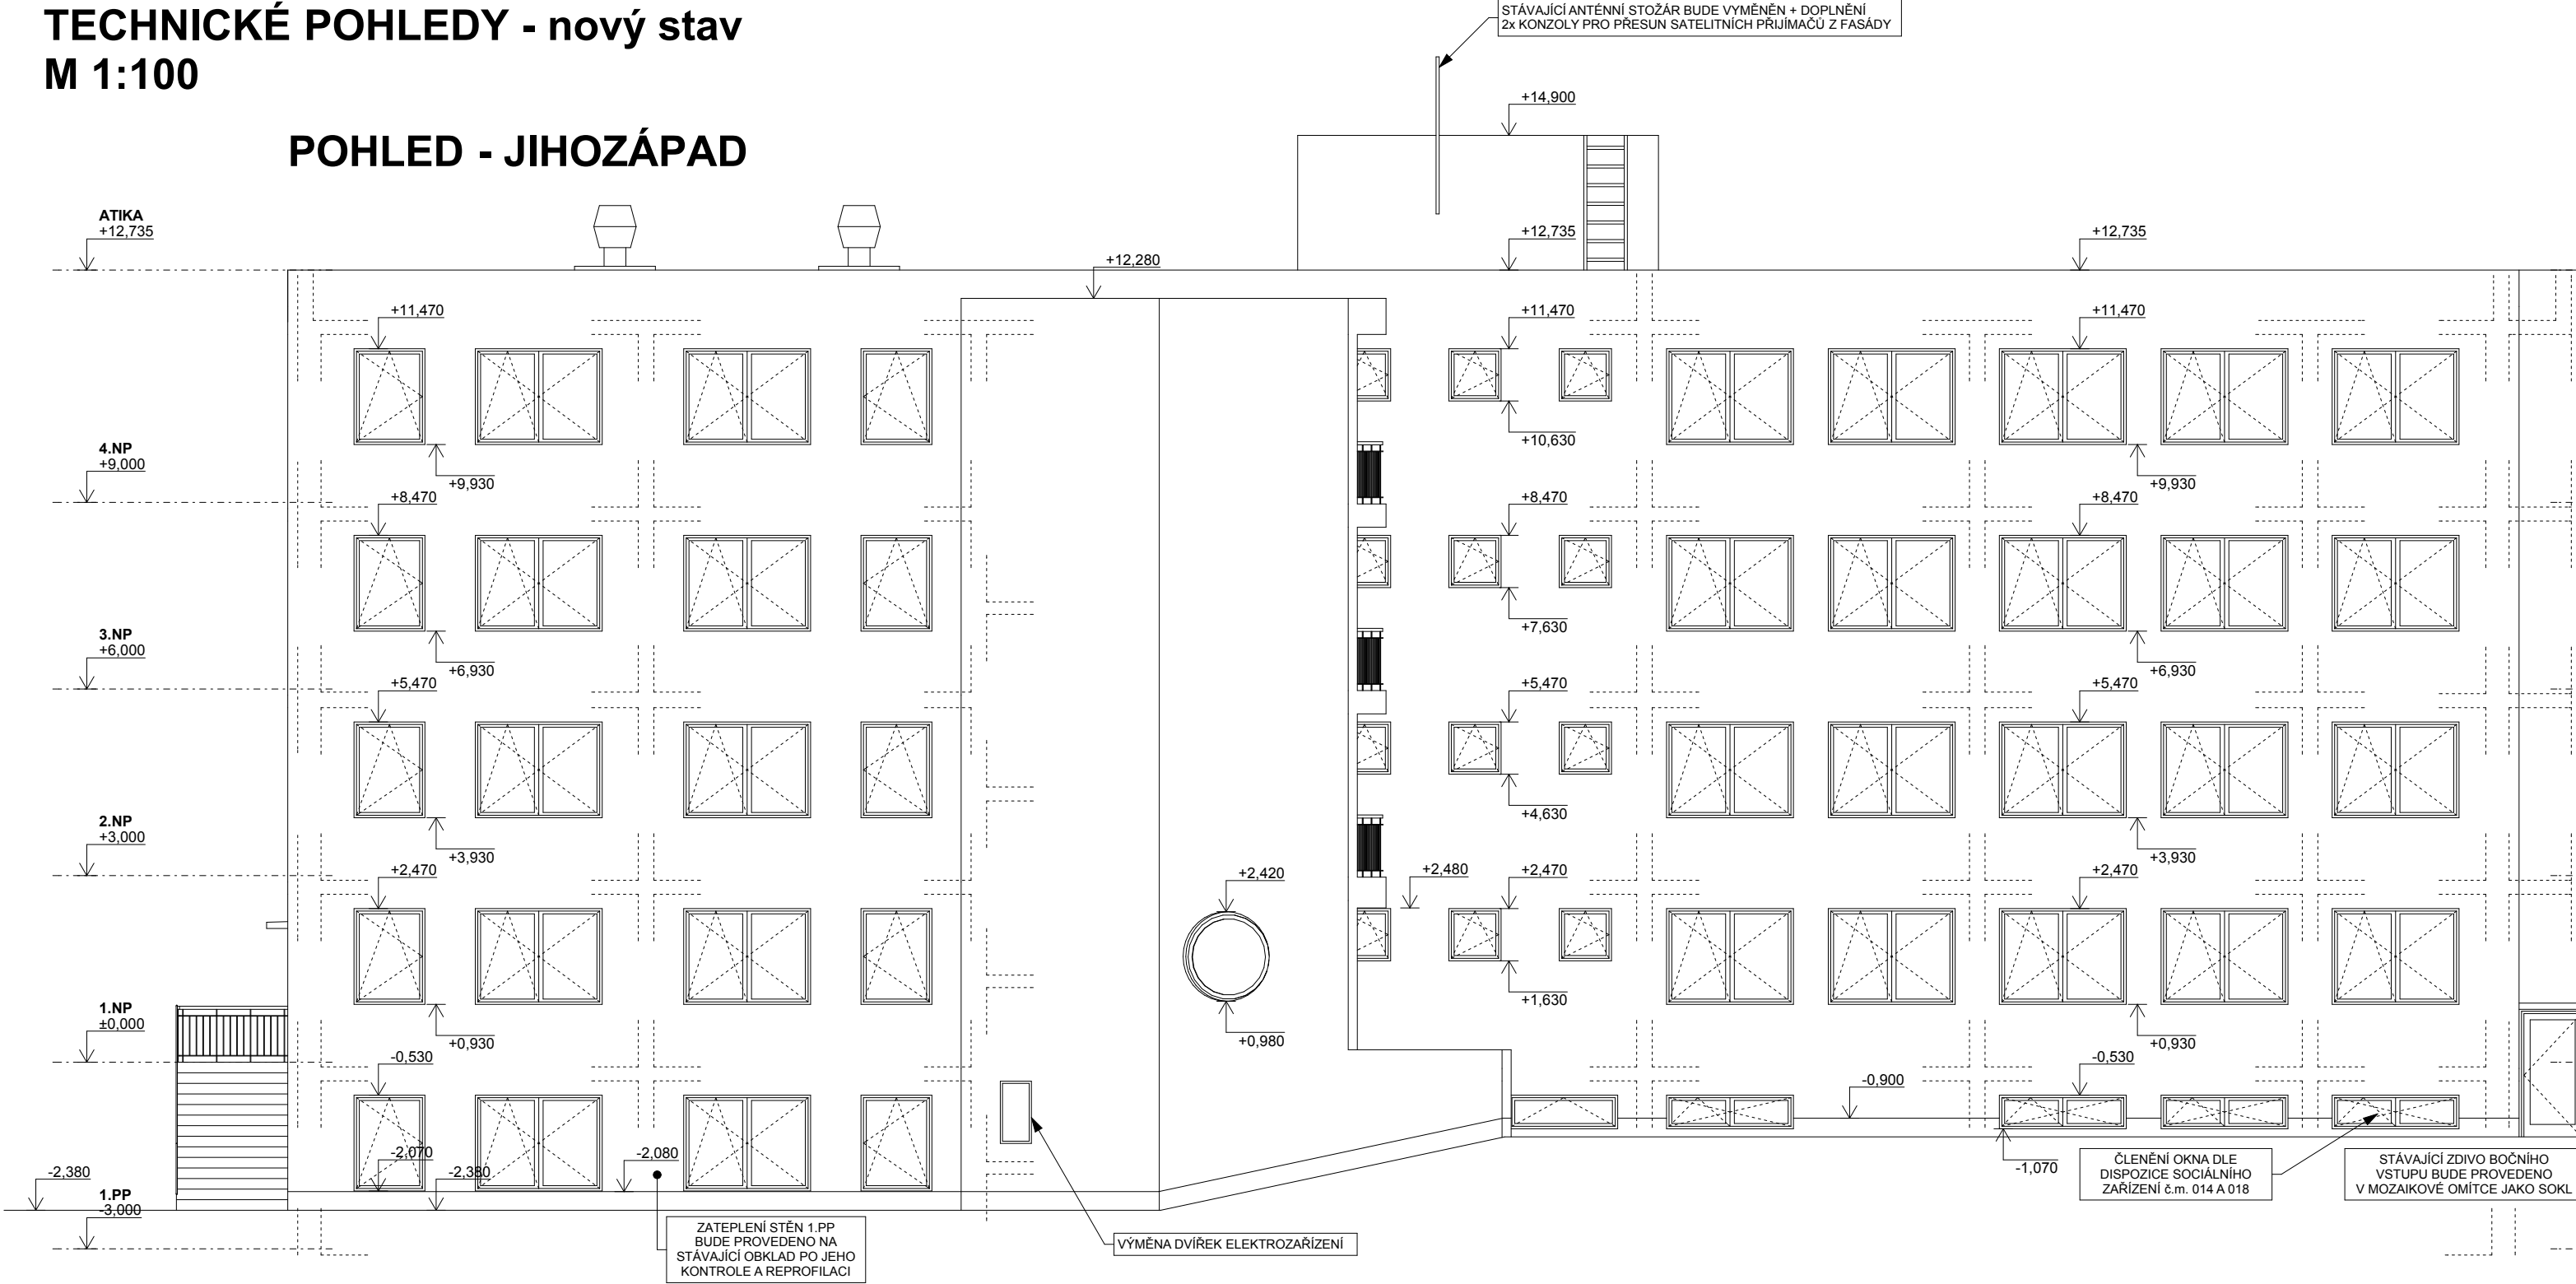 TECHNICKÉ POHLEDY - nový stav
M 1:100
POHLED - JIHOZÁPAD
STÁVAJÍCÍ ANTÉNNÍ STOŽÁR BUDE VYMĚNĚN + DOPLNĚNÍ
2x KONZOLY PRO PŘESUN SATELITNÍCH PŘIJÍMAČŮ Z FASÁDY
+14,900
ATIKA
+12,735
+12,735
+12,735
+12,280
+11,470
+11,470
+11,470
+10,630
4.NP
+9,000
+9,930
+9,930
+8,470
+8,470
+8,470
+7,630
3.NP
+6,000
+6,930
+6,930
+5,470
+5,470
+5,470
+4,630
2.NP
+3,000
+3,930
+3,930
+2,470
+2,420
+2,480
+2,470
+2,470
+1,630
1.NP
±0,000
+0,930
+0,980
+0,930
-0,530
-0,530
-0,900
-2,070
-2,080
-2,380
-2,380
-1,070
1.PP
-3,000
ČLENĚNÍ OKNA DLE
DISPOZICE SOCIÁLNÍHO
ZAŘÍZENÍ č.m. 014 A 018
STÁVAJÍCÍ ZDIVO BOČNÍHO
VSTUPU BUDE PROVEDENO
V MOZAIKOVÉ OMÍTCE JAKO SOKL
ZATEPLENÍ STĚN 1.PP
BUDE PROVEDENO NA
STÁVAJÍCÍ OBKLAD PO JEHO
KONTROLE A REPROFILACI
VÝMĚNA DVÍŘEK ELEKTROZAŘÍZENÍ